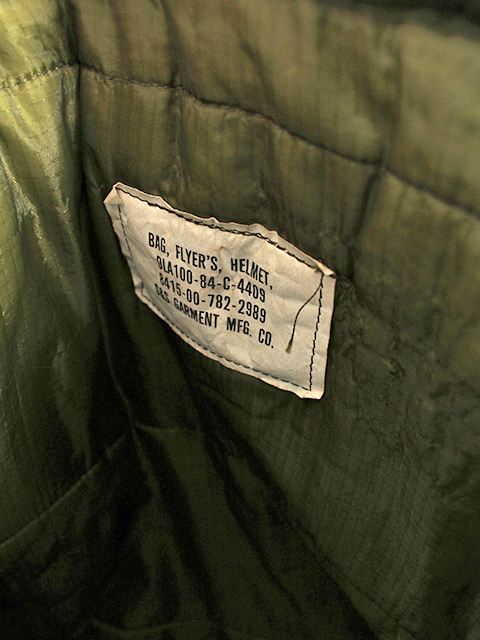 BAG, FLYER'S, HELMET,
DLA100-84-C-4409
8415-00-782-2989
S&S GARMENT MFG. CO.